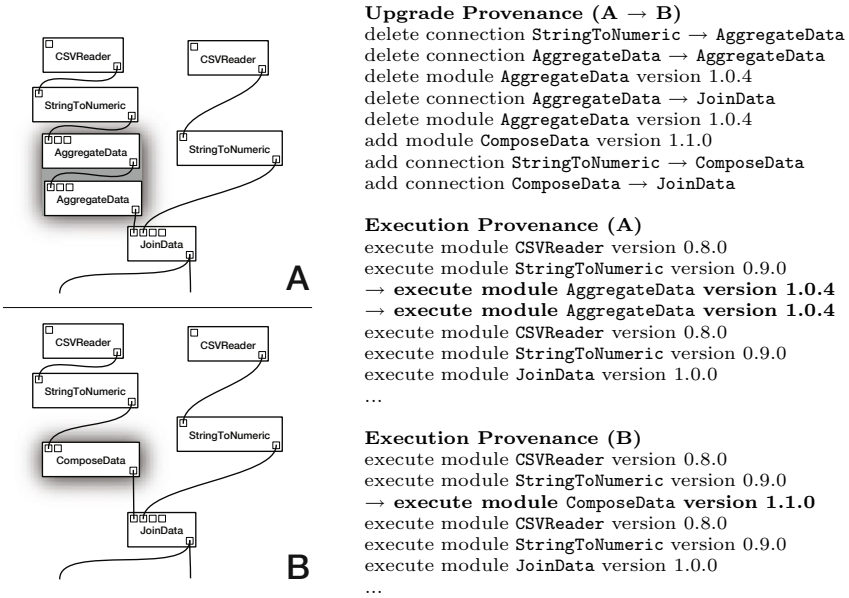 CSVReader
CSVReader
StringToNumeric
AggregateData
StringToNumeric
AggregateData
JoinData
A
CSVReader
CSVReader
StringToNumeric
StringToNumeric
ComposeData
JoinData
B
Upgrade Provenance (A → B)
delete connection StringToNumeric → AggregateData
delete connection AggregateData → AggregateData
delete module AggregateData version 1.0.4
delete connection AggregateData → JoinData
delete module AggregateData version 1.0.4
add module ComposeData version 1.1.0
add connection StringToNumeric → ComposeData
add connection ComposeData → JoinData
Execution Provenance (A)
execute module CSVReader version 0.8.0
execute module StringToNumeric version 0.9.0
→ execute module AggregateData version 1.0.4
→ execute module AggregateData version 1.0.4
execute module CSVReader version 0.8.0
execute module StringToNumeric version 0.9.0
execute module JoinData version 1.0.0
...
Execution Provenance (B)
execute module CSVReader version 0.8.0
execute module StringToNumeric version 0.9.0
→ execute module ComposeData version 1.1.0
execute module CSVReader version 0.8.0
execute module StringToNumeric version 0.9.0
execute module JoinData version 1.0.0
...